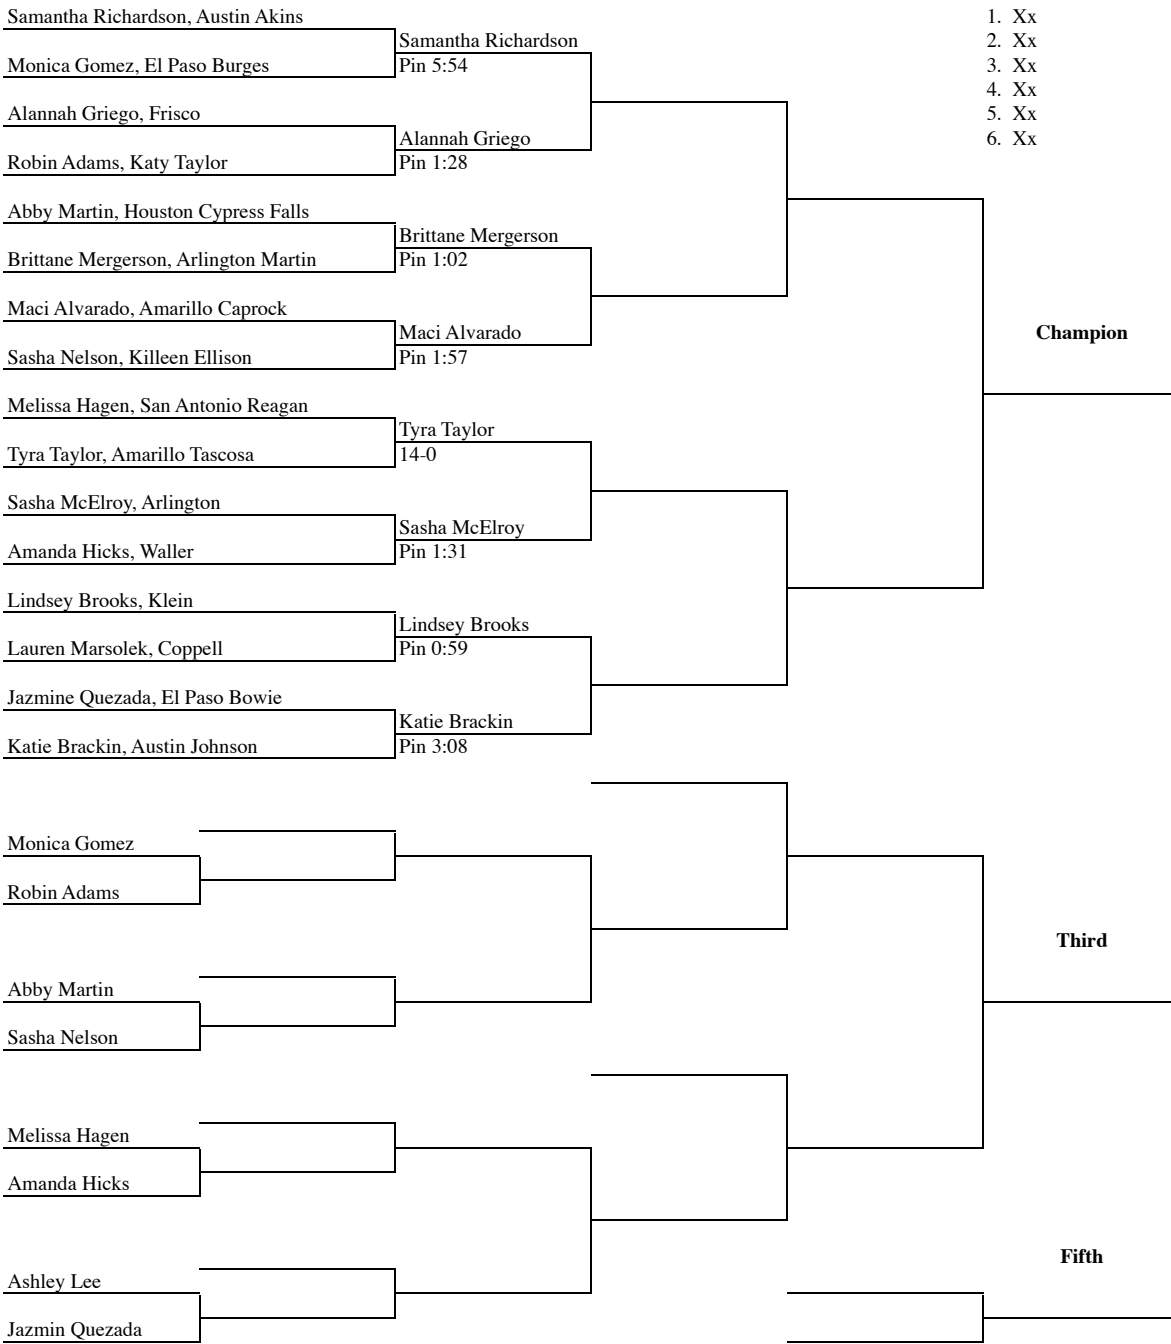 Samantha Richardson, Austin Akins
Monica Gomez, El Paso Burges
Alannah Griego, Frisco
Robin Adams, Katy Taylor
Abby Martin, Houston Cypress Falls
Brittane Mergerson, Arlington Martin
Maci Alvarado, Amarillo Caprock
Sasha Nelson, Killeen Ellison
Melissa Hagen, San Antonio Reagan
Tyra Taylor, Amarillo Tascosa
Sasha McElroy, Arlington
Amanda Hicks, Waller
Lindsey Brooks, Klein
Lauren Marsolek, Coppell
Jazmine Quezada, El Paso Bowie
Katie Brackin, Austin Johnson
Samantha Richardson
Pin 5:54
Alannah Griego
Pin 1:28
Brittane Mergerson
Pin 1:02
Maci Alvarado
Pin 1:57
Tyra Taylor
14-0
Sasha McElroy
Pin 1:31
Lindsey Brooks
Pin 0:59
Katie Brackin
Pin 3:08
1. Xx
2. Xx
3. Xx
4. Xx
5. Xx
6. Xx
Champion
Monica Gomez
Robin Adams
Abby Martin
Sasha Nelson
Melissa Hagen
Amanda Hicks
Ashley Lee
Jazmin Quezada
Third
Fifth